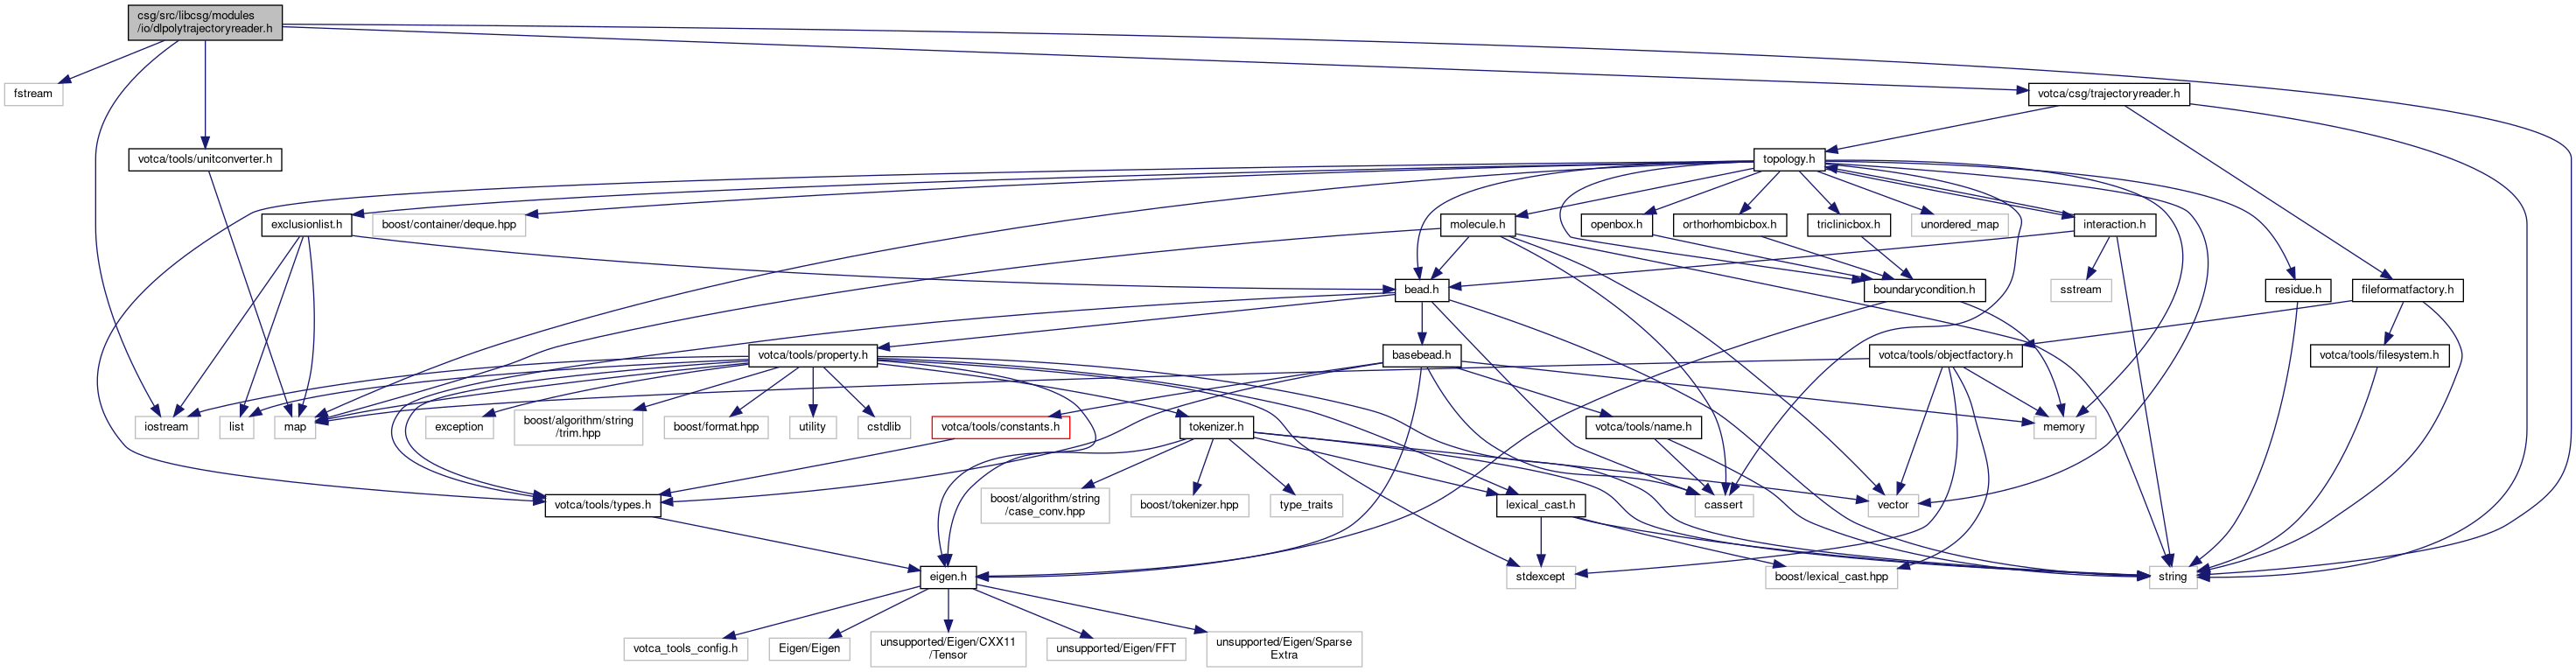 csg/src/libcsg/modules
/io/dlpolytrajectoryreader.h
fstream
votca/csg/trajectoryreader.h
votca/tools/unitconverter.h
topology.h
exclusionlist.h
boost/container/deque.hpp
molecule.h
openbox.h
orthorhombicbox.h
triclinicbox.h
unordered_map
interaction.h
bead.h
boundarycondition.h
sstream
residue.h
fileformatfactory.h
votca/tools/property.h
basebead.h
votca/tools/objectfactory.h
votca/tools/filesystem.h
iostream
list
map
exception
boost/algorithm/string
/trim.hpp
boost/format.hpp
utility
cstdlib
votca/tools/constants.h
tokenizer.h
votca/tools/name.h
memory
votca/tools/types.h
boost/algorithm/string
/case_conv.hpp
boost/tokenizer.hpp
type_traits
lexical_cast.h
cassert
vector
eigen.h
stdexcept
boost/lexical_cast.hpp
string
votca_tools_config.h
Eigen/Eigen
unsupported/Eigen/CXX11
/Tensor
unsupported/Eigen/FFT
unsupported/Eigen/Sparse
Extra